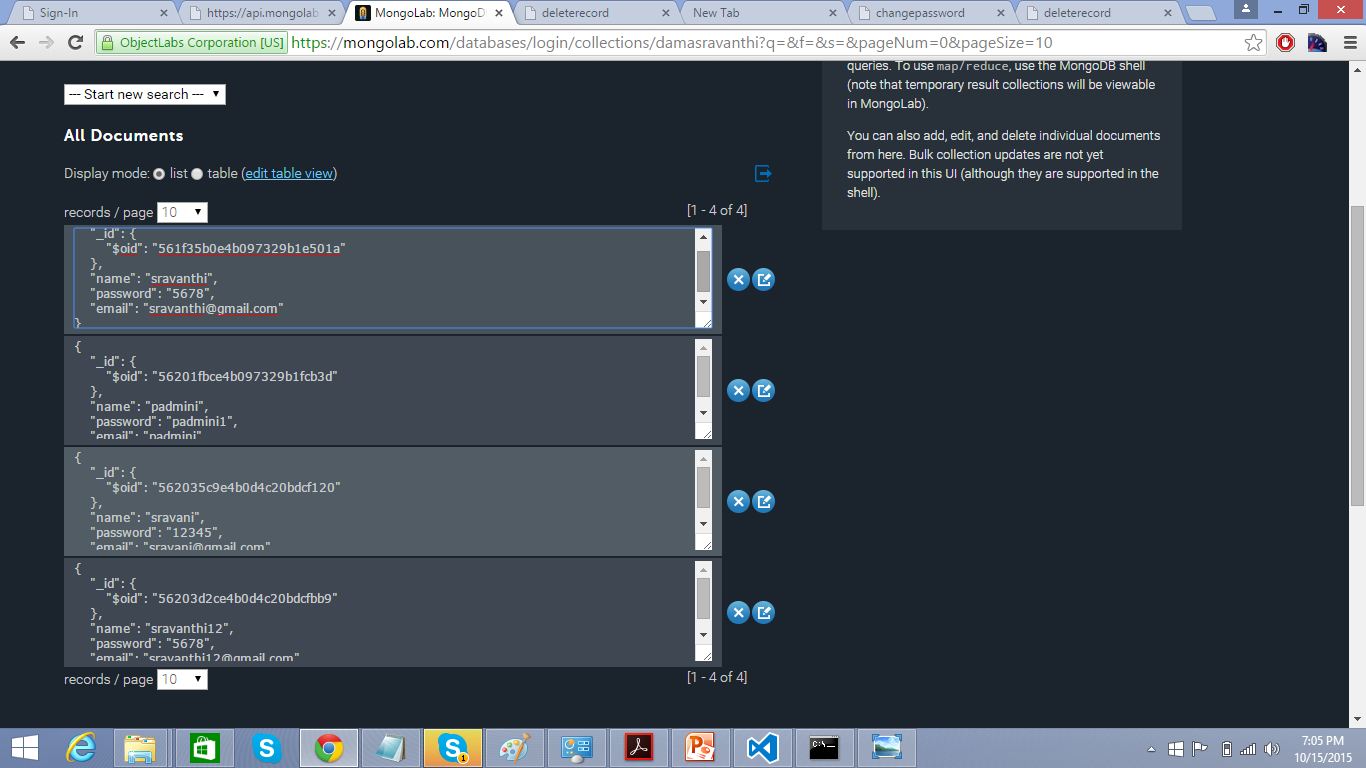 Sign-In
https://api.mongolab
MongoLab: MongoD
deleterecord
New Tab
changepassword
deleterecord
ObjectLabs Corporation [US]
https://mongolab.com/databases/login/collections/damasravanthi?q=&f=&s=&pageNum=0&pageSize=10
--- Start new search ---
All Documents
Display mode: list table (edit table view)
records / page 10
[1 - 4 of 4]
"_id": {
"$oid": "561f35b0e4b097329b1e501a"
},
"name": "sravanthi",
"password": "5678",
"email": "sravanthi@gmail.com"
}
{
"_id": {
"$oid": "56201fbce4b097329b1fcb3d"
},
"name": "padmini",
"password": "padmini1",
"email": "padmini"
{
"_id": {
"$oid": "562035c9e4b0d4c20bdcf120"
},
"name": "sravani",
"password": "12345",
"email": "sravani@gmail.com"
{
"_id": {
"$oid": "56203d2ce4b0d4c20bdcfbb9"
},
"name": "sravanthi12",
"password": "5678",
"email": "sravanthi12@gmail.com"
records / page 10
[1 - 4 of 4]
queries. To use map/reduce, use the MongoDB shell
(note that temporary result collections will be viewable
in MongoLab).
You can also add, edit, and delete individual documents
from here. Bulk collection updates are not yet
supported in this UI (although they are supported in the
shell).
7:05 PM
10/15/2015